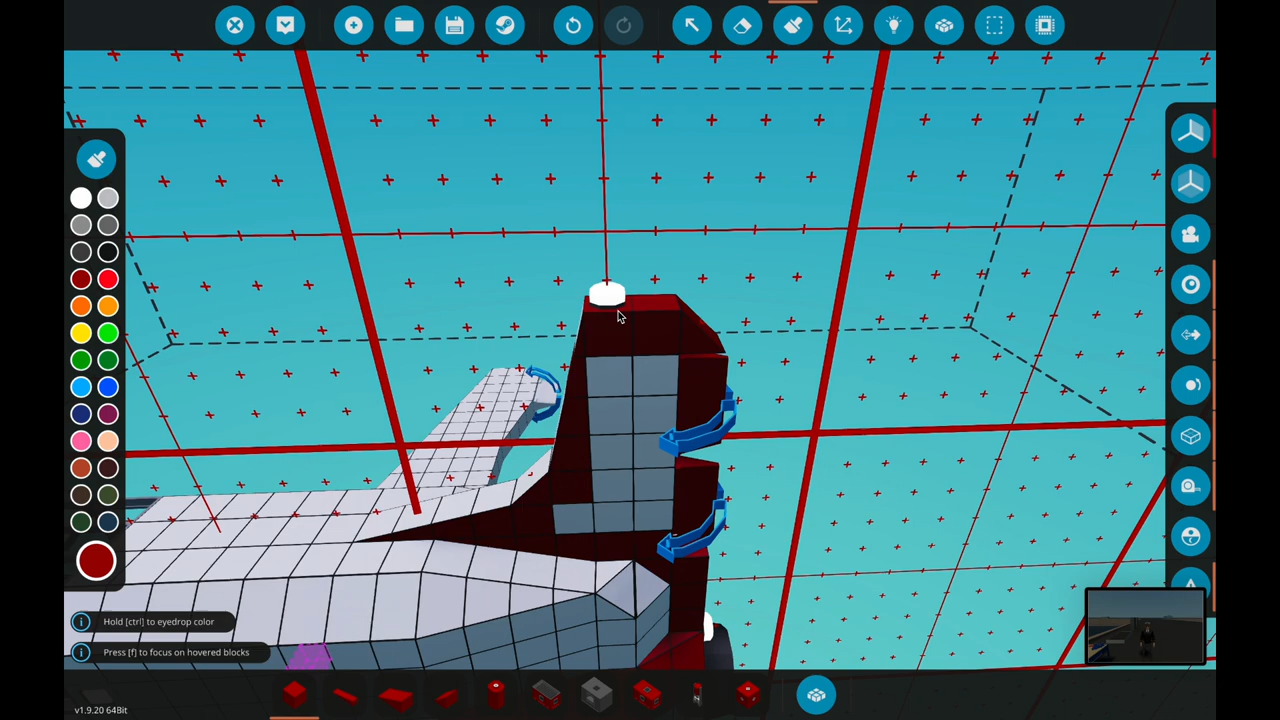 Hold [ctrl] to eyedrop color
Press [f] to focus on hovered blocks
v1.9.20 64Bit